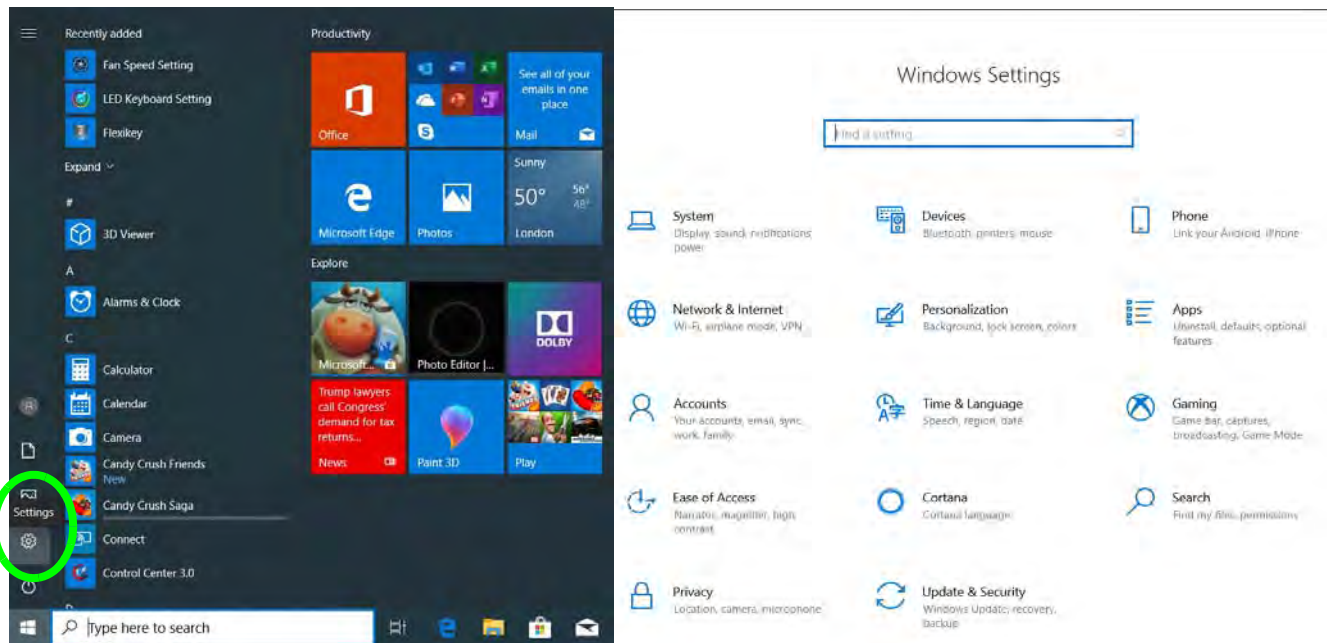 Recently added
Fan Speed Setting
LED Keyboard Setting
Flexikey
Expand
#
3D Viewer
A
Alarms & Clock
C
Calculator
Calendar
Camera
Candy Crush Friends
New
Candy Crush Saga
Connect
Control Center 3.0
Settings
Type here to search
Productivity
Office
See all of your
emails in one
place
Mail
Microsoft Edge
Photos
Sunny
50°
56°
48°
London
Explore
Microsoft...
Photo Editor |...
DOLBY
Trump lawyers
call Congress'
demand for tax
returns...
News
Paint 3D
Play
Windows Settings
Find a setting
System
Display, sound, notifications,
power
Devices
Bluetooth, printers, mouse
Phone
Link your Android, iPhone
Network & Internet
Wi-Fi, airplane mode, VPN
Personalization
Background, lock screen, colors
Apps
Uninstall, defaults, optional
features
Accounts
Your accounts, email, sync,
work, family
Time & Language
Speech, region, date
Gaming
Game bar, captures,
broadcasting, Game Mode
Ease of Access
Narrator, magnifier, high
contrast
Cortana
Cortana language
Search
Find my files, permissions
Privacy
Location, camera, microphone
Update & Security
Windows Update, recovery,
backup